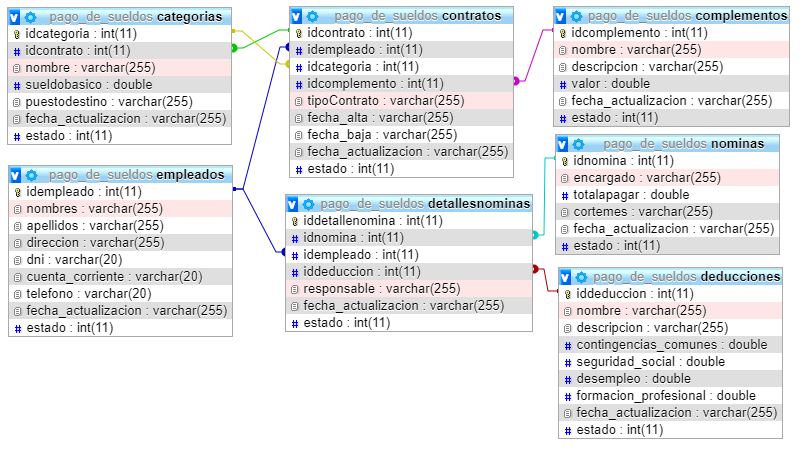 pago_de_sueldos categorias
idcategoria : int(11)
idcontrato : int(11)
nombre : varchar(255)
sueldobasico : double
puestodestino : varchar(255)
fecha_actualizacion : varchar(255)
estado : int(11)
pago_de_sueldos contratos
idcontrato : int(11)
idempleado : int(11)
idcategoria : int(11)
idcomplemento : int(11)
tipoContrato : varchar(255)
fecha_alta : varchar(255)
fecha_baja : varchar(255)
fecha_actualizacion : varchar(255)
estado : int(11)
pago_de_sueldos complementos
idcomplemento : int(11)
nombre : varchar(255)
descripcion : varchar(255)
valor : double
fecha_actualizacion : varchar(255)
estado : int(11)
pago_de_sueldos empleados
idempleado : int(11)
nombres : varchar(255)
apellidos : varchar(255)
direccion : varchar(255)
dni : varchar(20)
cuenta_corriente : varchar(20)
telefono : varchar(20)
fecha_actualizacion : varchar(255)
estado : int(11)
pago_de_sueldos detallesnominas
iddetallenomina : int(11)
idnomina : int(11)
idempleado : int(11)
iddeduccion : int(11)
responsable : varchar(255)
fecha_actualizacion : varchar(255)
estado : int(11)
pago_de_sueldos nominas
idnomina : int(11)
encargado : varchar(255)
totalapagar : double
cortemes : varchar(255)
fecha_actualizacion : varchar(255)
estado : int(11)
pago_de_sueldos deducciones
iddeduccion : int(11)
nombre : varchar(255)
descripcion : varchar(255)
contingencias_comunes : double
seguridad_social : double
desempleo : double
formacion_profesional : double
fecha_actualizacion : varchar(255)
estado : int(11)